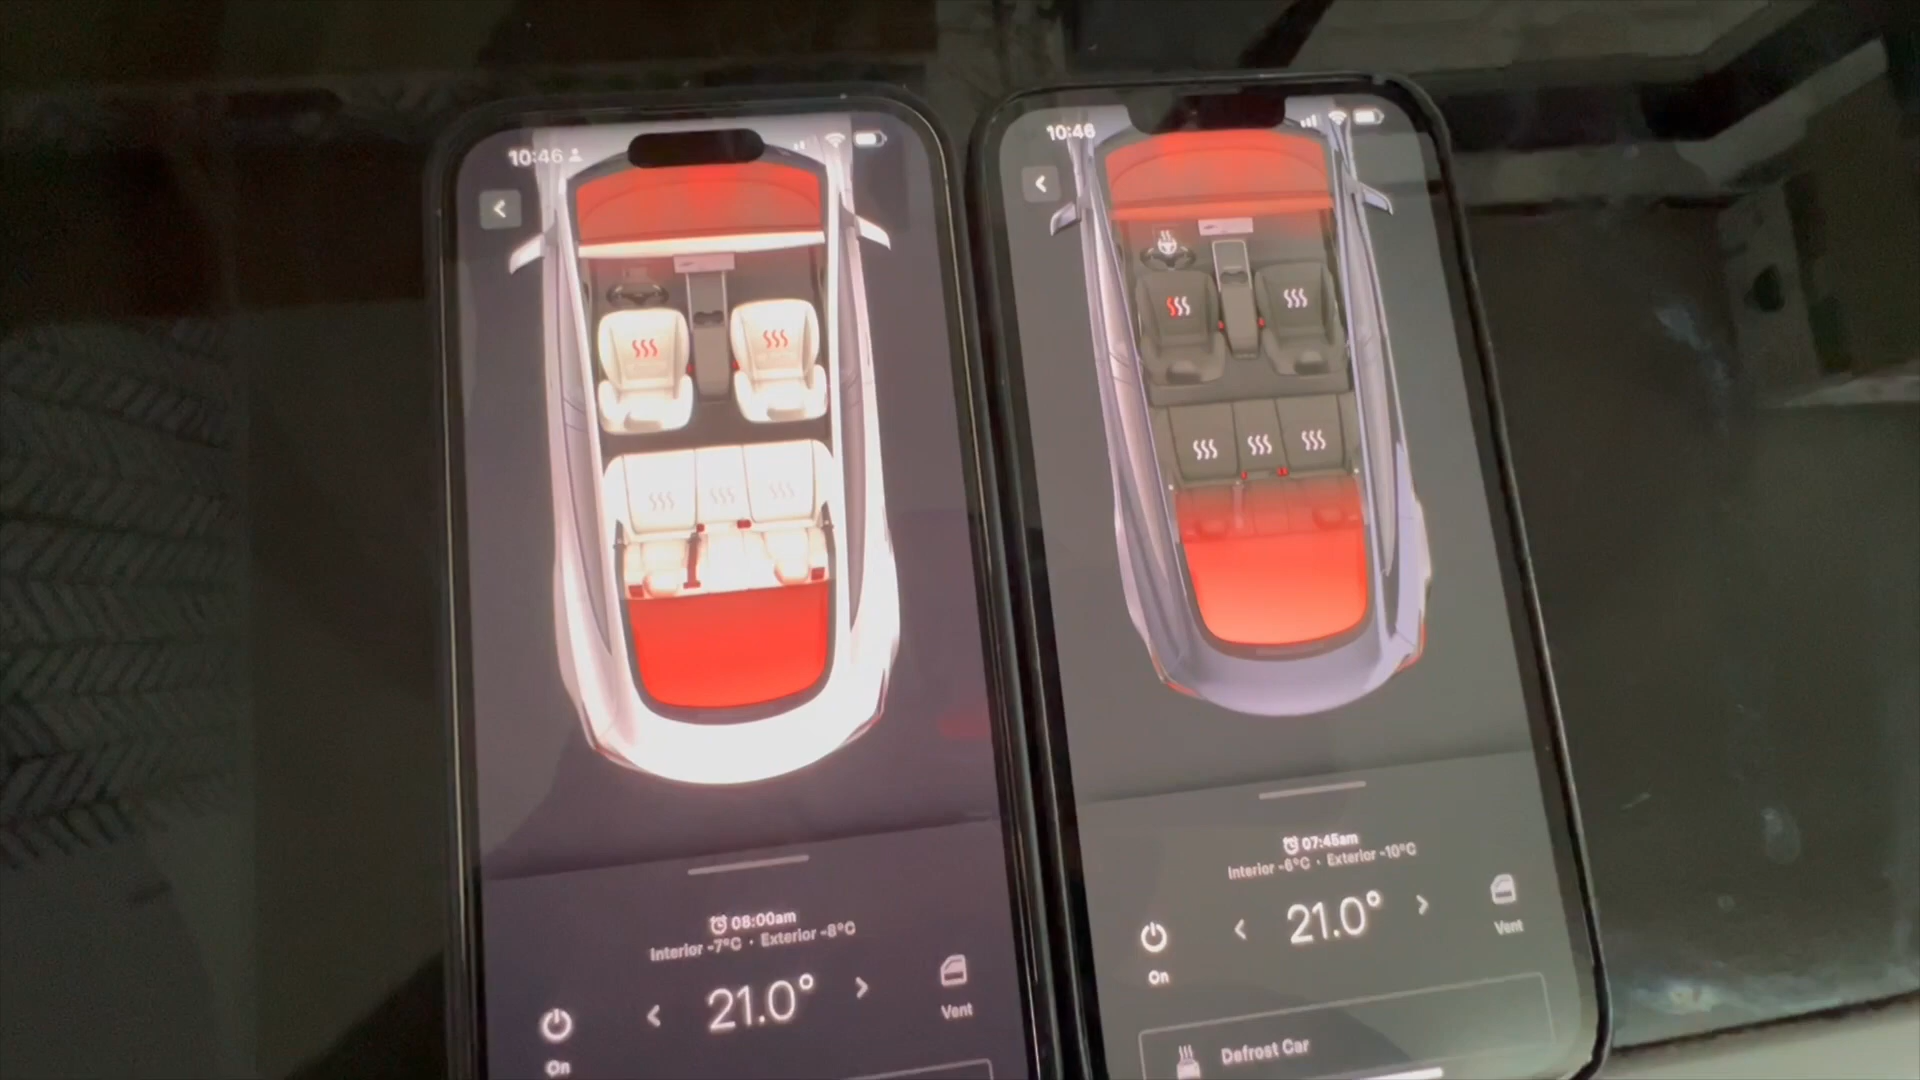 10:46
08:00am
Interior -7°C · Exterior -8°C
21.0°
On
Vent
10:46
07:45am
Interior -6°C · Exterior -10°C
21.0°
On
Vent
Defrost Car